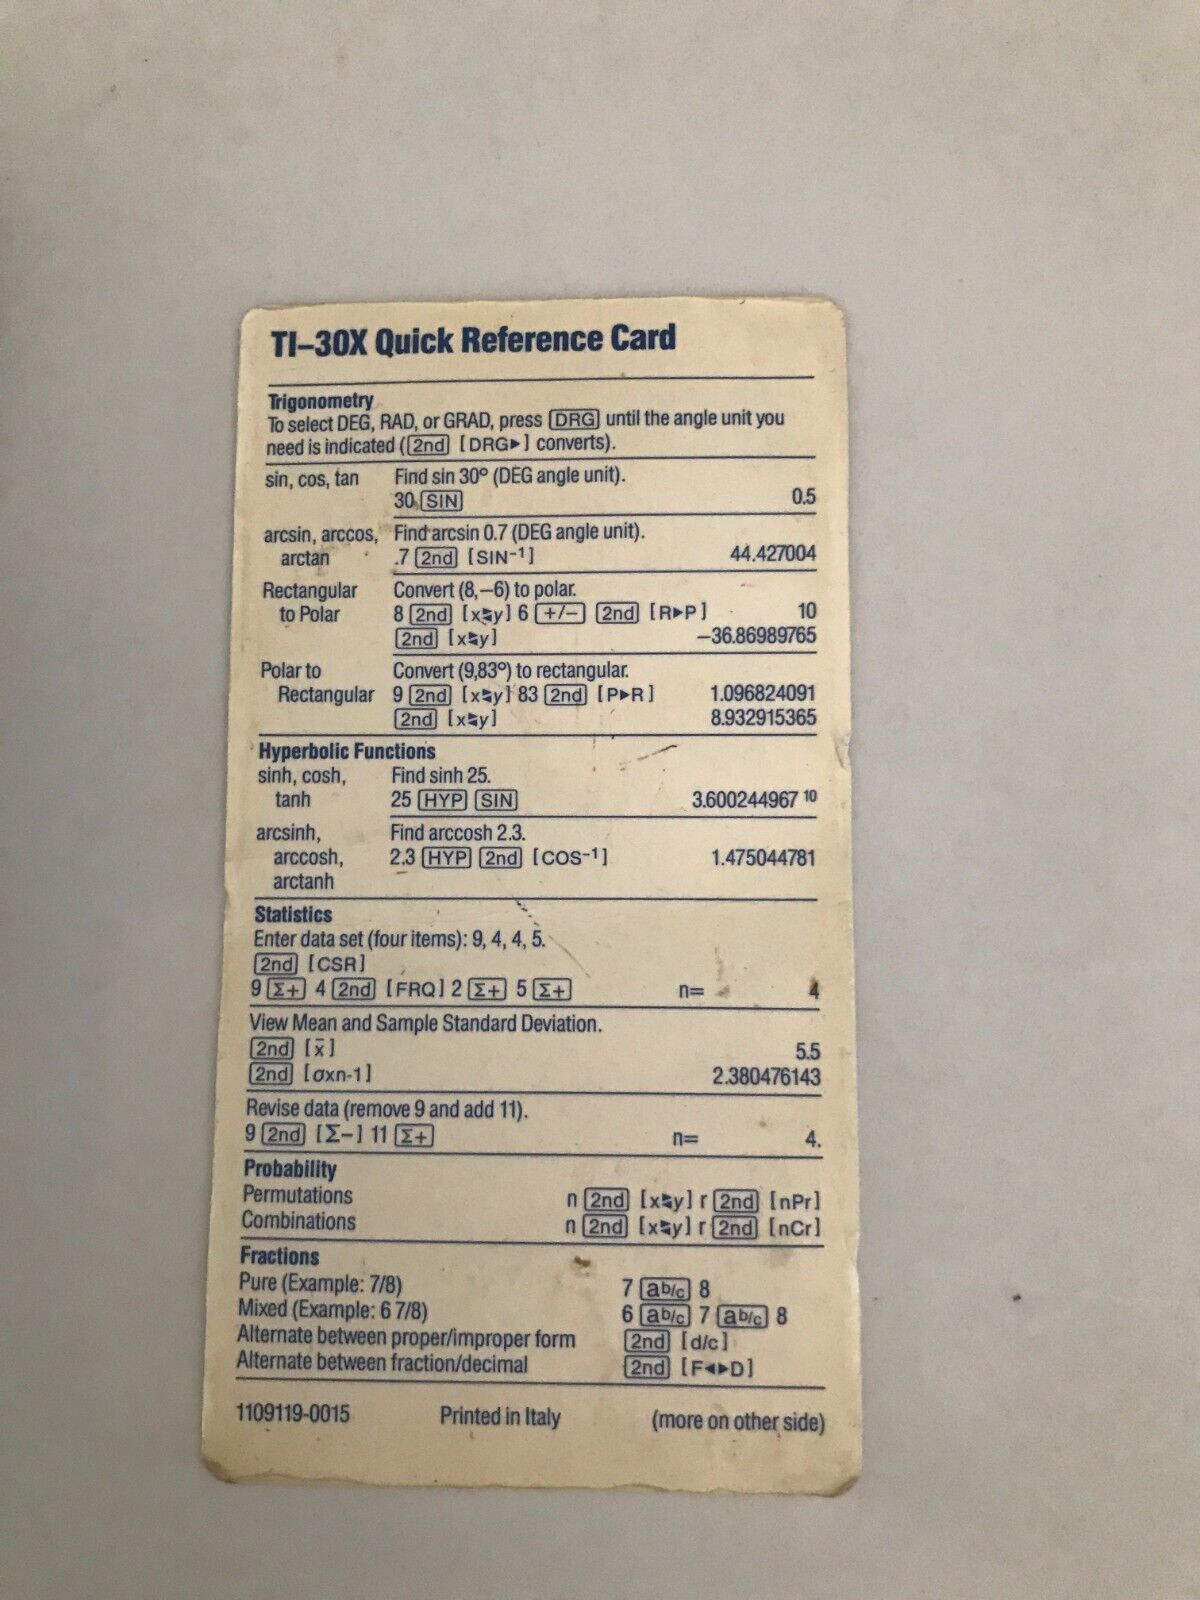 TI–30X Quick Reference Card
Trigonometry
To select DEG, RAD, or GRAD, press [DRG] until the angle unit you
need is indicated ([2nd] [DRG▶] converts).
sin, cos, tan Find sin 30° (DEG angle unit).
30 [SIN] 0.5
arcsin, arccos, Find arcsin 0.7 (DEG angle unit).
arctan .7 [2nd] [SIN⁻¹] 44.427004
Rectangular Convert (8,–6) to polar.
to Polar 8 [2nd] [x⇆y] 6 [+/–] [2nd] [R▶P] 10
[2nd] [x⇆y] –36.86989765
Polar to Convert (9,83°) to rectangular.
Rectangular 9 [2nd] [x⇆y] 83 [2nd] [P▶R] 1.096824091
[2nd] [x⇆y] 8.932915365
Hyperbolic Functions
sinh, cosh, Find sinh 25.
tanh 25 [HYP] [SIN] 3.600244967 ¹⁰
arcsinh, Find arccosh 2.3.
arccosh, 2.3 [HYP] [2nd] [COS⁻¹] 1.475044781
arctanh
Statistics
Enter data set (four items): 9, 4, 4, 5.
[2nd] [CSR]
9 [Σ+] 4 [2nd] [FRQ] 2 [Σ+] 5 [Σ+] n= 4
View Mean and Sample Standard Deviation.
[2nd] [x̄] 5.5
[2nd] [σxn-1] 2.380476143
Revise data (remove 9 and add 11).
9 [2nd] [Σ–] 11 [Σ+] n= 4.
Probability
Permutations n [2nd] [x⇆y] r [2nd] [nPr]
Combinations n [2nd] [x⇆y] r [2nd] [nCr]
Fractions
Pure (Example: 7/8) 7 [ab/c] 8
Mixed (Example: 6 7/8) 6 [ab/c] 7 [ab/c] 8
Alternate between proper/improper form [2nd] [d/c]
Alternate between fraction/decimal [2nd] [F◀▶D]
1109119-0015 Printed in Italy (more on other side)